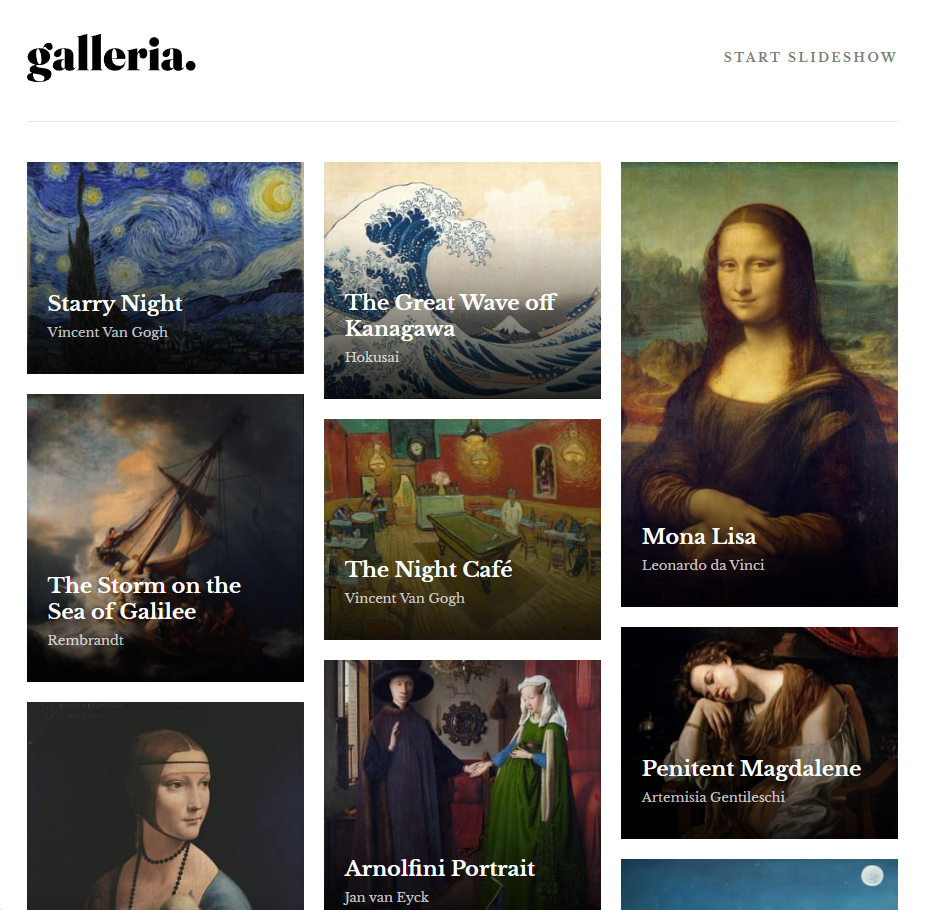 galleria.
START SLIDESHOW
Starry Night
Vincent Van Gogh
The Great Wave off
Kanagawa
Hokusai
Mona Lisa
Leonardo da Vinci
The Storm on the
Sea of Galilee
Rembrandt
The Night Café
Vincent Van Gogh
Penitent Magdalene
Artemisia Gentileschi
Arnolfini Portrait
Jan van Eyck